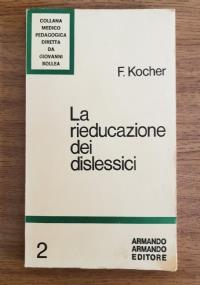 COLLANA
MEDICO
PEDAGOGICA
DIRETTA
DA
GIOVANNI
BOLLEA
F. Kocher
La
rieducazione
dei
dislessici
2
ARMANDO
ARMANDO
EDITORE